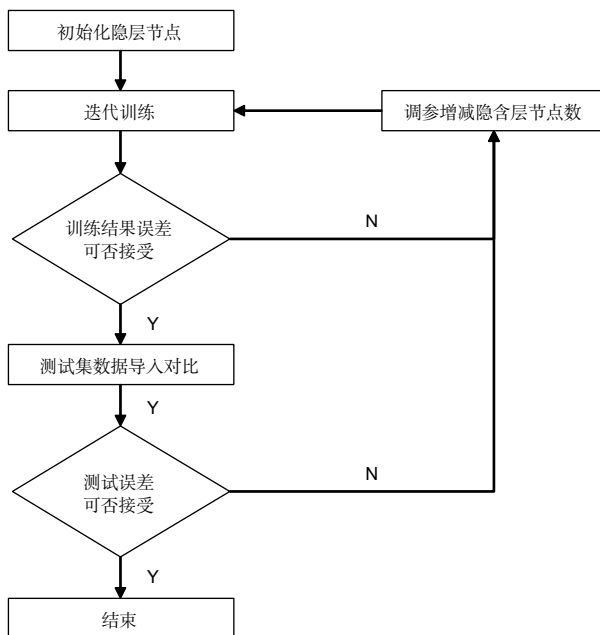 初始化隐层节点
迭代训练
调参增减隐含层节点数
训练结果误差
可否接受
N
Y
测试集数据导入对比
Y
测试误差
可否接受
N
Y
结束